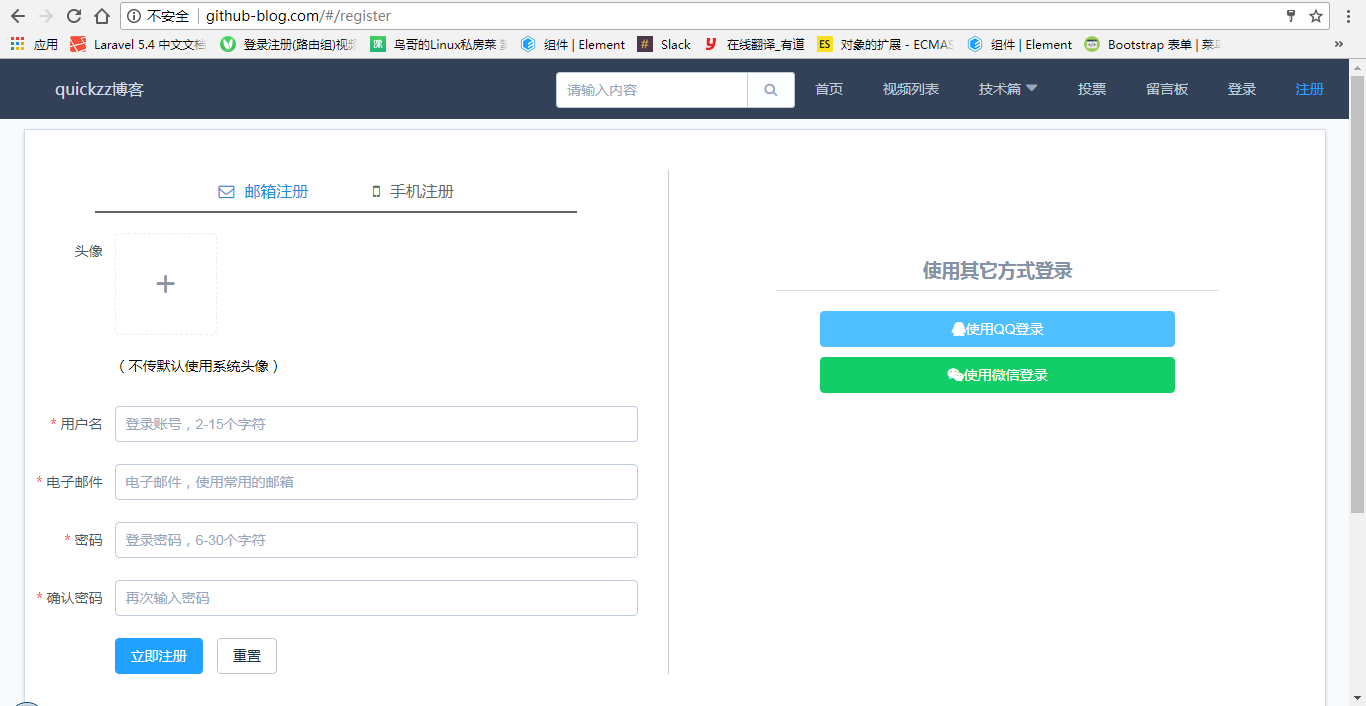 不安全 github-blog.com/#/register
应用 Laravel 5.4 中文文档 登录注册(路由组)视频 鸟哥的Linux私房菜 组件 | Element Slack 在线翻译_有道 ES 对象的扩展 - ECMAS 组件 | Element Bootstrap 表单 | 菜鸟 »
quickzz博客 请输入内容 首页 视频列表 技术篇 投票 留言板 登录 注册
邮箱注册 手机注册
头像
+
(不传默认使用系统头像)
* 用户名 登录账号，2-15个字符
* 电子邮件 电子邮件，使用常用的邮箱
* 密码 登录密码，6-30个字符
* 确认密码 再次输入密码
立即注册 重置
使用其它方式登录
使用QQ登录
使用微信登录